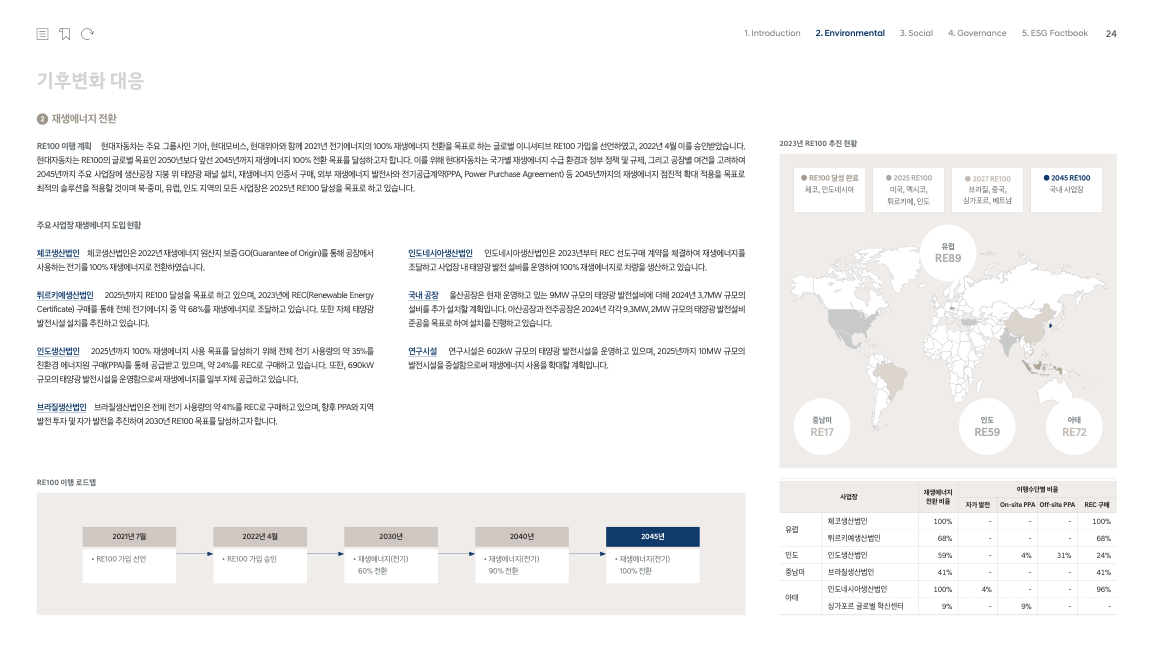 1. Introduction 2. Environmental 3. Social 4. Governance 5. ESG Factbook 24
기후변화 대응
2 재생에너지 전환
RE100 이행 계획 현대자동차는 주요 그룹사인 기아, 현대모비스, 현대위아와 함께 2021년 전기에너지의 100% 재생에너지 전환을 목표로 하는 글로벌 이니셔티브 RE100 가입을 선언하였고, 2022년 4월 이를 승인받았습니다.
현대자동차는 RE100의 글로벌 목표인 2050년보다 앞선 2045년까지 재생에너지 100% 전환 목표를 달성하고자 합니다. 이를 위해 현대자동차는 국가별 재생에너지 수급 환경과 정부 정책 및 규제, 그리고 공장별 여건을 고려하여
2045년까지 주요 사업장에 생산공장 지붕 위 태양광 패널 설치, 재생에너지 인증서 구매, 외부 재생에너지 발전사와 전기공급계약(PPA, Power Purchase Agreement) 등 2045년까지의 재생에너지 점진적 확대 적용을 목표로
최적의 솔루션을 적용할 것이며 북·중미, 유럽, 인도 지역의 모든 사업장은 2025년 RE100 달성을 목표로 하고 있습니다.
주요 사업장 재생에너지 도입 현황
체코생산법인 체코생산법인은 2022년 재생에너지 원산지 보증 GO(Guarantee of Origin)를 통해 공장에서
사용하는 전기를 100% 재생에너지로 전환하였습니다.
튀르키예생산법인 2025년까지 RE100 달성을 목표로 하고 있으며, 2023년에 REC(Renewable Energy
Certificate) 구매를 통해 전체 전기에너지 중 약 68%를 재생에너지로 조달하고 있습니다. 또한 자체 태양광
발전시설 설치를 추진하고 있습니다.
인도생산법인 2025년까지 100% 재생에너지 사용 목표를 달성하기 위해 전체 전기 사용량의 약 35%를
친환경 에너지원 구매(PPA)를 통해 공급받고 있으며, 약 24%를 REC로 구매하고 있습니다. 또한, 690kW
규모의 태양광 발전시설을 운영함으로써 재생에너지를 일부 자체 공급하고 있습니다.
브라질생산법인 브라질생산법인은 전체 전기 사용량의 약 41%를 REC로 구매하고 있으며, 향후 PPA와 지역
발전 투자 및 자가 발전을 추진하여 2030년 RE100 목표를 달성하고자 합니다.
인도네시아생산법인 인도네시아생산법인은 2023년부터 REC 선도구매 계약을 체결하여 재생에너지를
조달하고 사업장 내 태양광 발전 설비를 운영하여 100% 재생에너지로 차량을 생산하고 있습니다.
국내 공장 울산공장은 현재 운영하고 있는 9MW 규모의 태양광 발전설비에 더해 2024년 3.7MW 규모의
설비를 추가 설치할 계획입니다. 아산공장과 전주공장은 2024년 각각 9.3MW, 2MW 규모의 태양광 발전설비
준공을 목표로 하여 설치를 진행하고 있습니다.
연구시설 연구시설은 602kW 규모의 태양광 발전시설을 운영하고 있으며, 2025년까지 10MW 규모의
발전시설을 증설함으로써 재생에너지 사용을 확대할 계획입니다.
RE100 이행 로드맵
2021년 7월 2022년 4월 2030년 2040년 2045년
• RE100 가입 선언 • RE100 가입 승인 • 재생에너지(전기) • 재생에너지(전기) • 재생에너지(전기)
60% 전환 90% 전환 100% 전환
2023년 RE100 추진 현황
● RE100 달성 완료 ● 2025 RE100 ● 2027 RE100 ● 2045 RE100
체코, 인도네시아 미국, 멕시코, 브라질, 중국, 국내 사업장
튀르키예, 인도 싱가포르, 베트남
유럽
RE89
중남미 인도 아태
RE17 RE59 RE72
사업장 재생에너지 전환 비율 이행수단별 비율
자가 발전 On-site PPA Off-site PPA REC 구매
유럽 체코생산법인 100% - - - 100%
튀르키예생산법인 68% - - - 68%
인도 인도생산법인 59% - 4% 31% 24%
중남미 브라질생산법인 41% - - - 41%
아태 인도네시아생산법인 100% 4% - - 96%
싱가포르 글로벌 혁신센터 9% - 9% - -